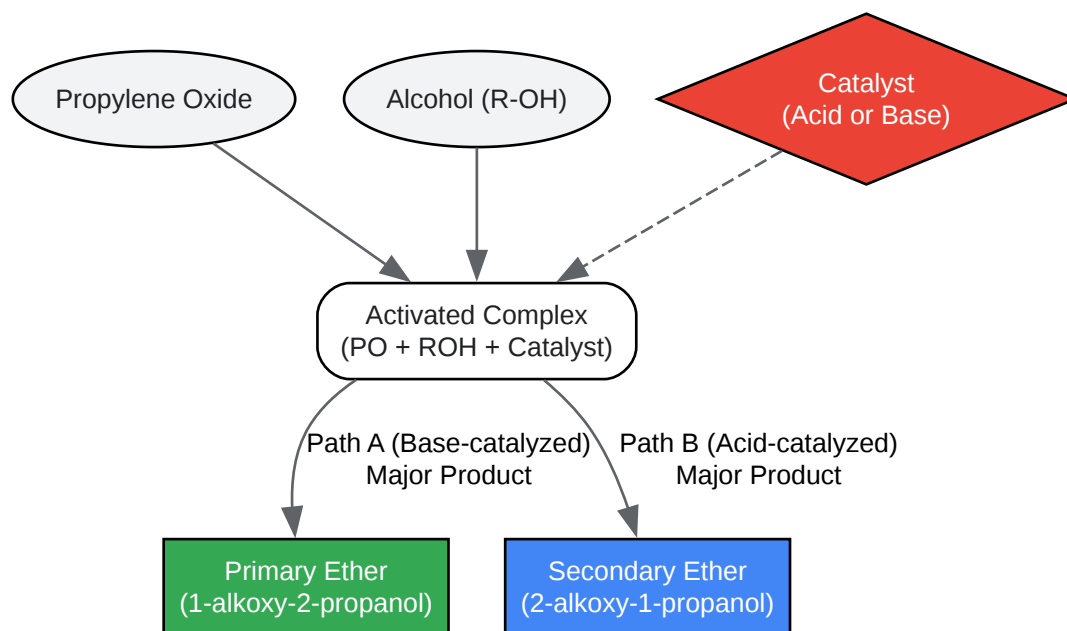 Propylene Oxide
Alcohol (R-OH)
Catalyst
(Acid or Base)
Activated Complex
(PO + ROH + Catalyst)
Path A (Base-catalyzed)
Major Product
Path B (Acid-catalyzed)
Major Product
Primary Ether
(1-alkoxy-2-propanol)
Secondary Ether
(2-alkoxy-1-propanol)